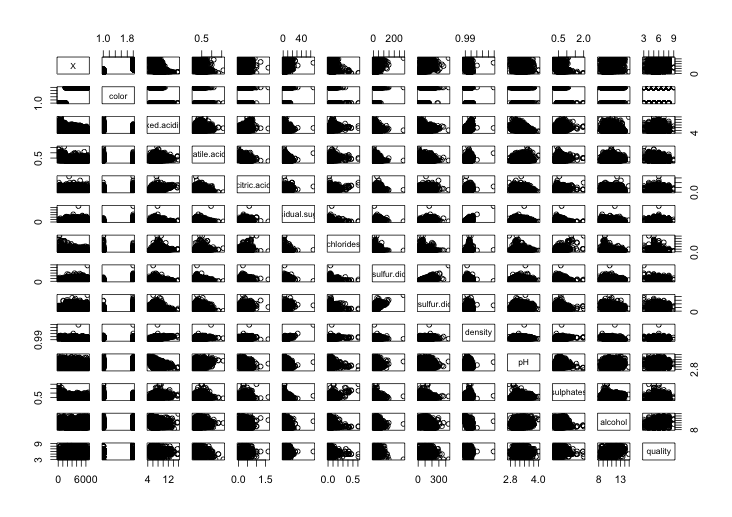 1.0 1.8
0.5
0 40
0 200
0.99
0.5 2.0
3 6 9
X
0
1.0
color
ked.acidi
4
0.5
atile.acid
citric.acid
0.0
0
idual.sug
chlorides
0.0
0
sulfur.dio
sulfur.dio
0
0.99
density
pH
2.8
0.5
sulphates
alcohol
8
3 9
quality
0 6000
4 12
0.0 1.5
0.0 0.5
0 300
2.8 4.0
8 13